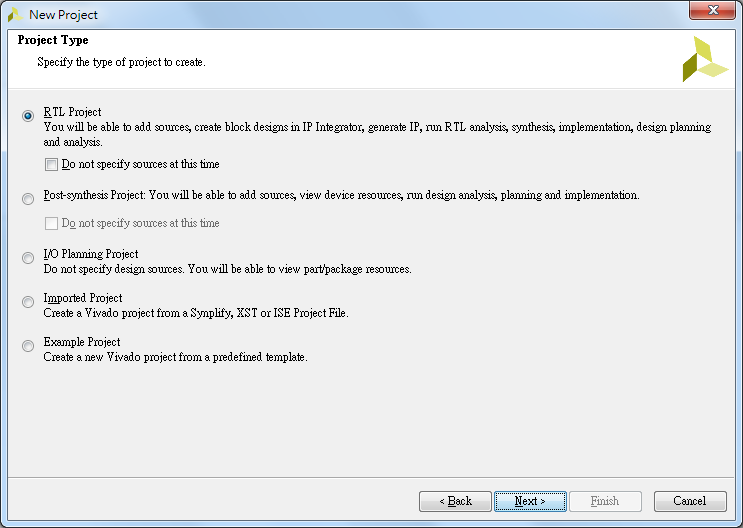 New Project
Project Type
Specify the type of project to create.
RTL Project
You will be able to add sources, create block designs in IP Integrator, generate IP, run RTL analysis, synthesis, implementation, design planning
and analysis.
Do not specify sources at this time
Post-synthesis Project: You will be able to add sources, view device resources, run design analysis, planning and implementation.
Do not specify sources at this time
I/O Planning Project
Do not specify design sources. You will be able to view part/package resources.
Imported Project
Create a Vivado project from a Synplify, XST or ISE Project File.
Example Project
Create a new Vivado project from a predefined template.
< Back Next > Finish Cancel